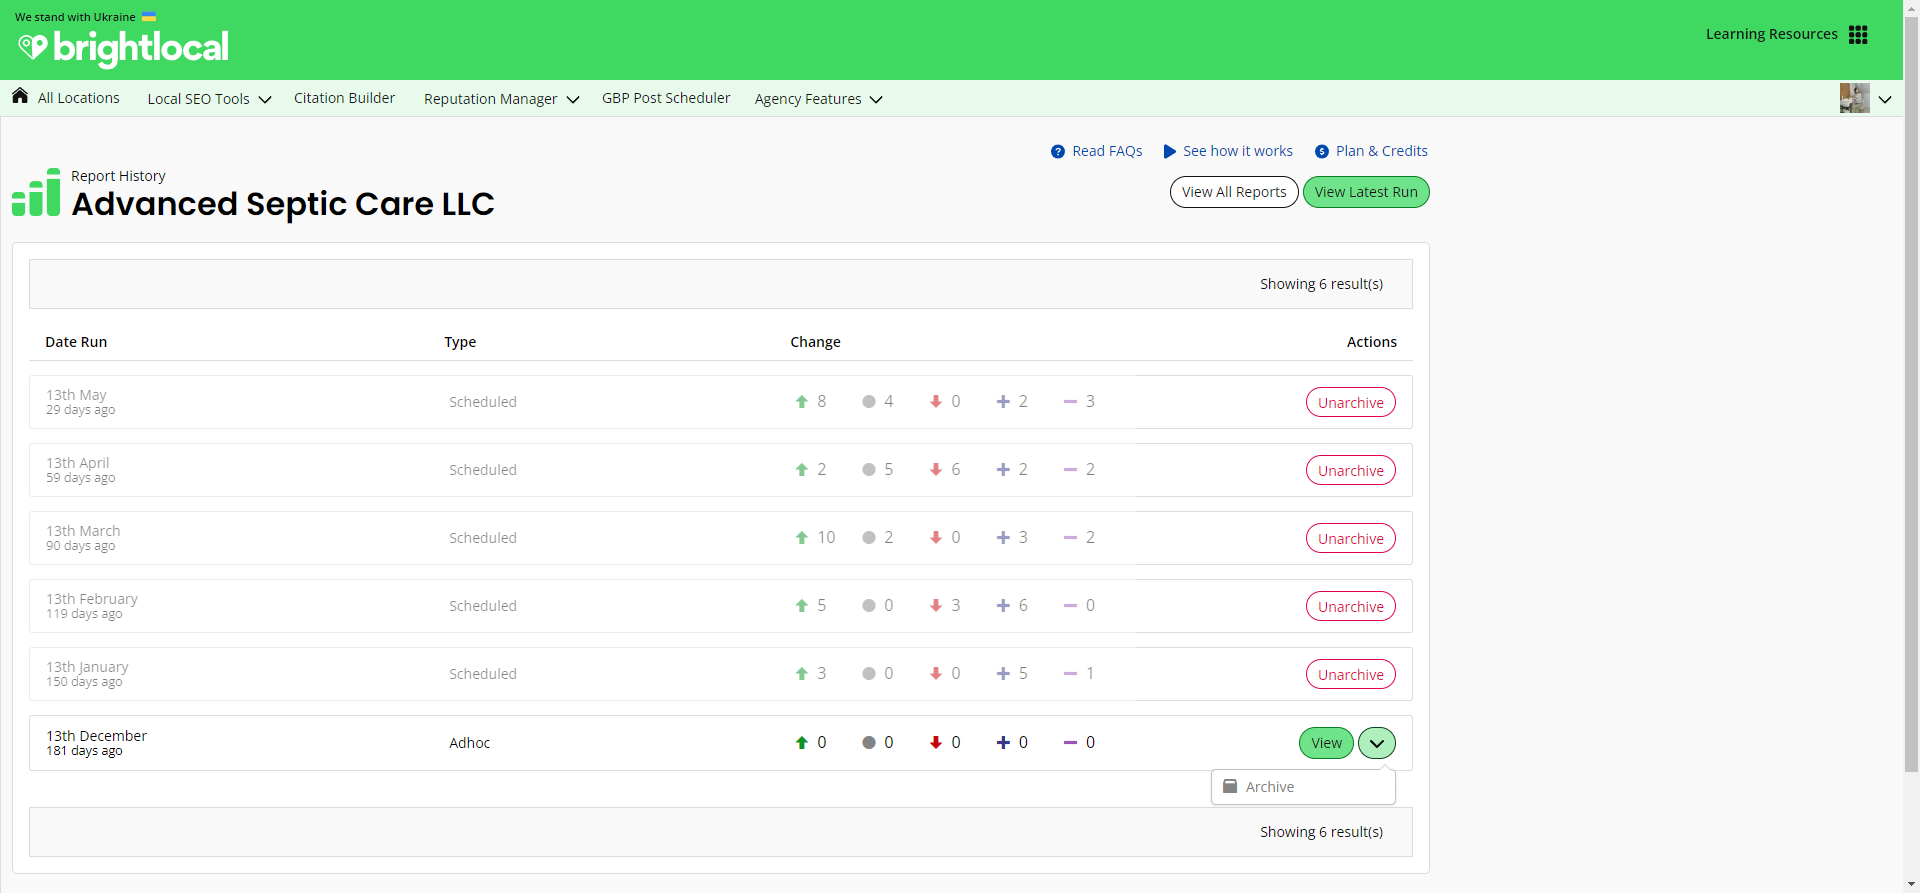 We stand with Ukraine
brightlocal
Learning Resources
All Locations Local SEO Tools Citation Builder Reputation Manager GBP Post Scheduler Agency Features
Read FAQs See how it works Plan & Credits
Report History
Advanced Septic Care LLC
View All Reports View Latest Run
Showing 6 result(s)
Date Run Type Change Actions
13th May
29 days ago
Scheduled 8 4 0 2 3 Unarchive
13th April
59 days ago
Scheduled 2 5 6 2 2 Unarchive
13th March
90 days ago
Scheduled 10 2 0 3 2 Unarchive
13th February
119 days ago
Scheduled 5 0 3 6 0 Unarchive
13th January
150 days ago
Scheduled 3 0 0 5 1 Unarchive
13th December
181 days ago
Adhoc 0 0 0 0 0 View
Archive
Showing 6 result(s)